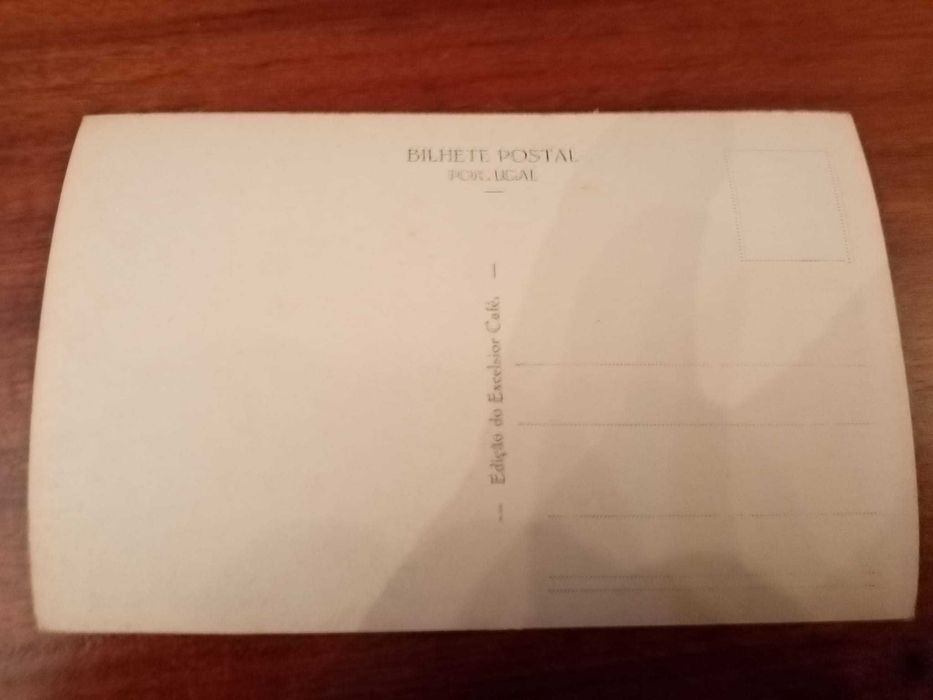 BILHETE POSTAL
PORTUGAL
Edição do Excelsior Café.